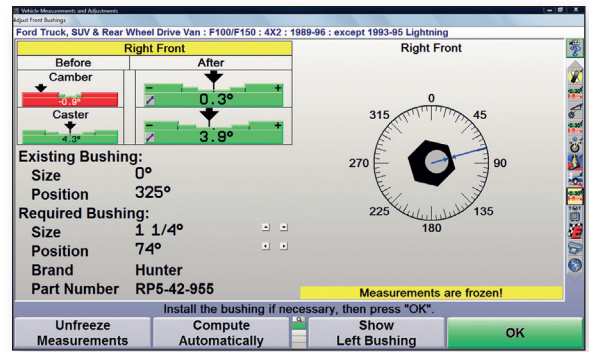 Vehicle Measurements and Adjustments
Adjust Front Bushings
Ford Truck, SUV & Rear Wheel Drive Van : F100/F150 : 4X2 : 1989-96 : except 1993-95 Lightning
Right Front
Before After
Camber
-0.9°
- +
0.3°
Caster
4.3°
- +
3.9°
Existing Bushing:
Size 0°
Position 325°
Required Bushing:
Size 1 1/4°
Position 74°
Brand Hunter
Part Number RP5-42-955
Right Front
0
45
90
135
180
225
270
315
Measurements are frozen!
Install the bushing if necessary, then press "OK".
Unfreeze
Measurements
Compute
Automatically
Show
Left Bushing
OK